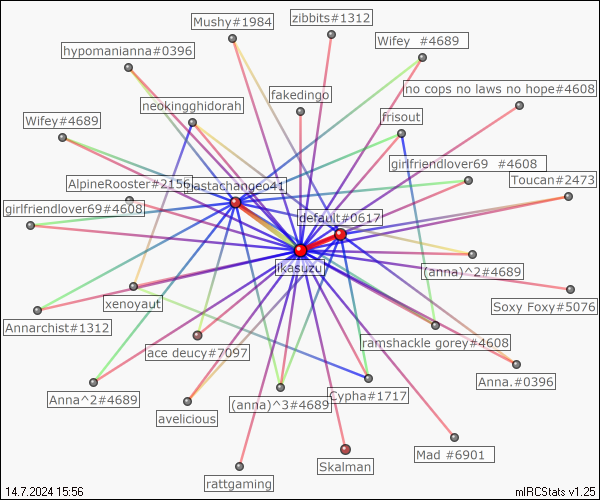 Mushy#1984
zibbits#1312
Wifey #4689
hypomanianna#0396
no cops no laws no hope#4608
fakedingo
neokingghidorah
frisout
Wifey#4689
girlfriendlover69 #4608
Toucan#2473
AlpineRooster#2156
girlfriendlover69#4608
default#0617
ikasuzu
(anna)^2#4689
Soxy Foxy#5076
xenoyaut
Annarchist#1312
ramshackle gorey#4608
ace deucy#7097
Anna.#0396
Anna^2#4689
(anna)^3#4689
Cypha#1717
avelicious
Mad #6901
Skalman
rattgaming
14.7.2024 15:56
mIRCStats v1.25